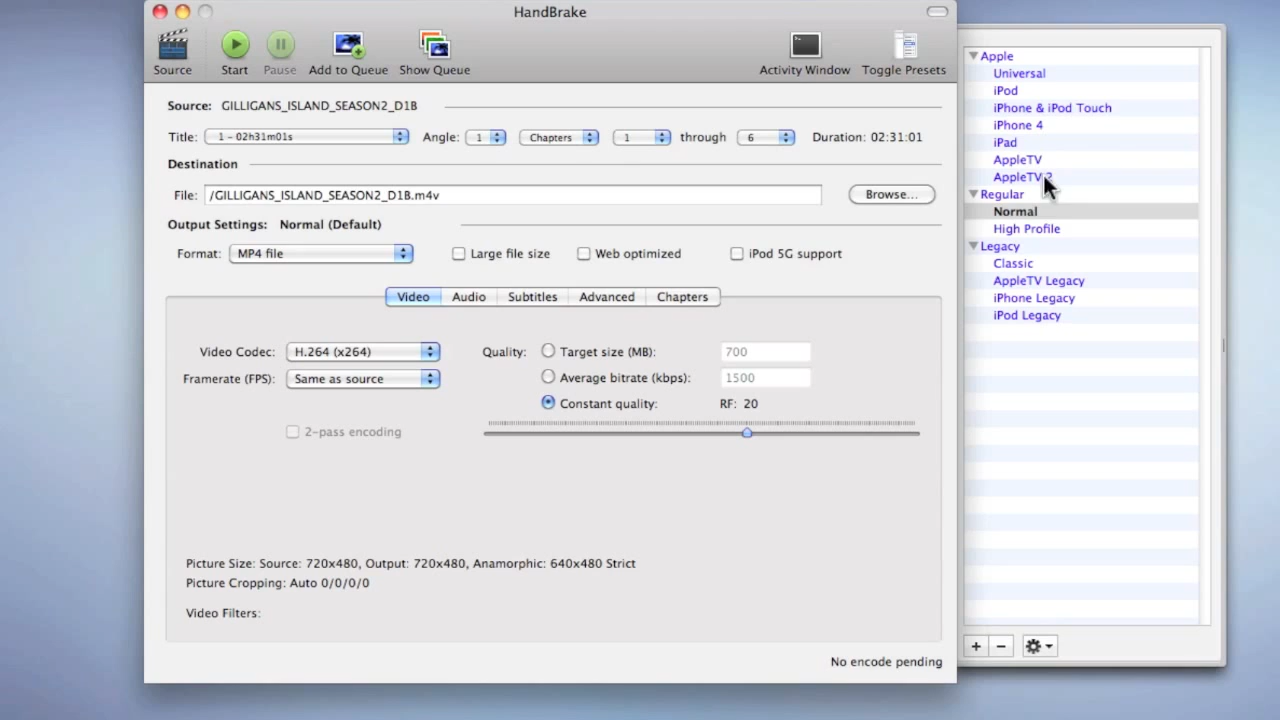 HandBrake
Source Start Pause Add to Queue Show Queue Activity Window Toggle Presets
Source: GILLIGANS_ISLAND_SEASON2_D1B
Title: 1 - 02h31m01s Angle: 1 Chapters 1 through 6 Duration: 02:31:01
Destination
File: /GILLIGANS_ISLAND_SEASON2_D1B.m4v Browse...
Output Settings: Normal (Default)
Format: MP4 file Large file size Web optimized iPod 5G support
Video Audio Subtitles Advanced Chapters
Video Codec: H.264 (x264) Quality: Target size (MB): 700
Framerate (FPS): Same as source Average bitrate (kbps): 1500
Constant quality: RF: 20
2-pass encoding
Picture Size: Source: 720x480, Output: 720x480, Anamorphic: 640x480 Strict
Picture Cropping: Auto 0/0/0/0
Video Filters:
No encode pending
Apple
Universal
iPod
iPhone & iPod Touch
iPhone 4
iPad
AppleTV
AppleTV 2
Regular
Normal
High Profile
Legacy
Classic
AppleTV Legacy
iPhone Legacy
iPod Legacy